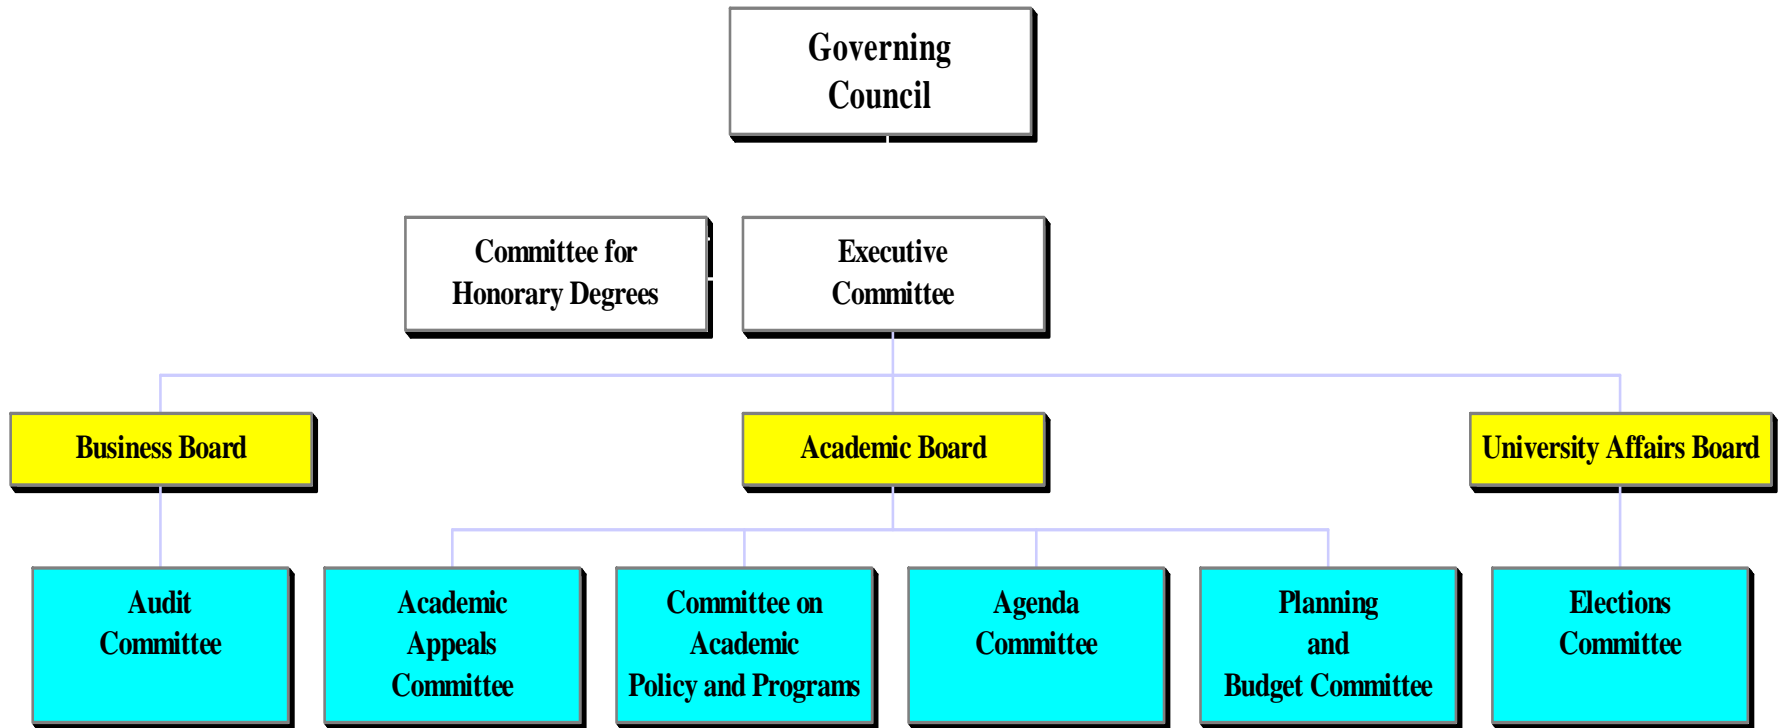 Governing
Council
Committee for
Honorary Degrees
Executive
Committee
Business Board
Academic Board
University Affairs Board
Audit
Committee
Academic
Appeals
Committee
Committee on
Academic
Policy and Programs
Agenda
Committee
Planning
and
Budget Committee
Elections
Committee